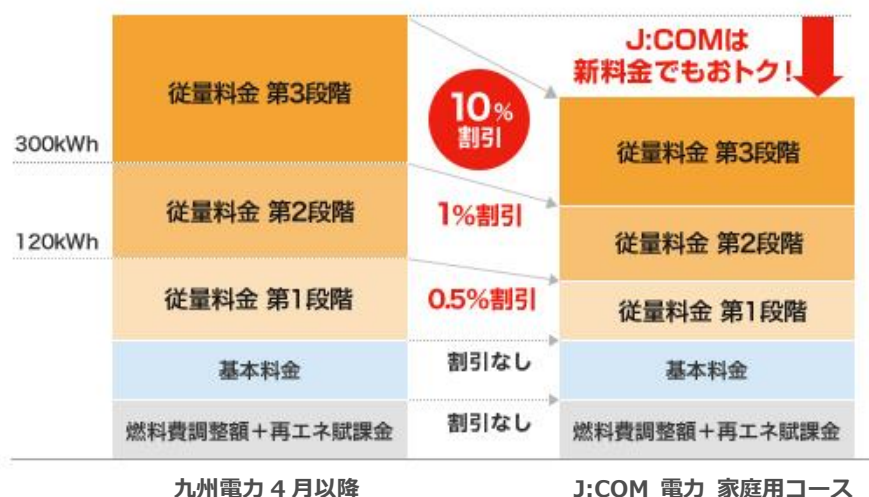 J:COMは
新料金でもおトク!
従量料金 第3段階
10%
割引
300kWh
従量料金 第3段階
従量料金 第2段階
1%割引
120kWh
従量料金 第2段階
従量料金 第1段階
0.5%割引
従量料金 第1段階
基本料金
割引なし
基本料金
燃料費調整額+再エネ賦課金
割引なし
燃料費調整額+再エネ賦課金
九州電力 4 月以降
J:COM 電力 家庭用コース